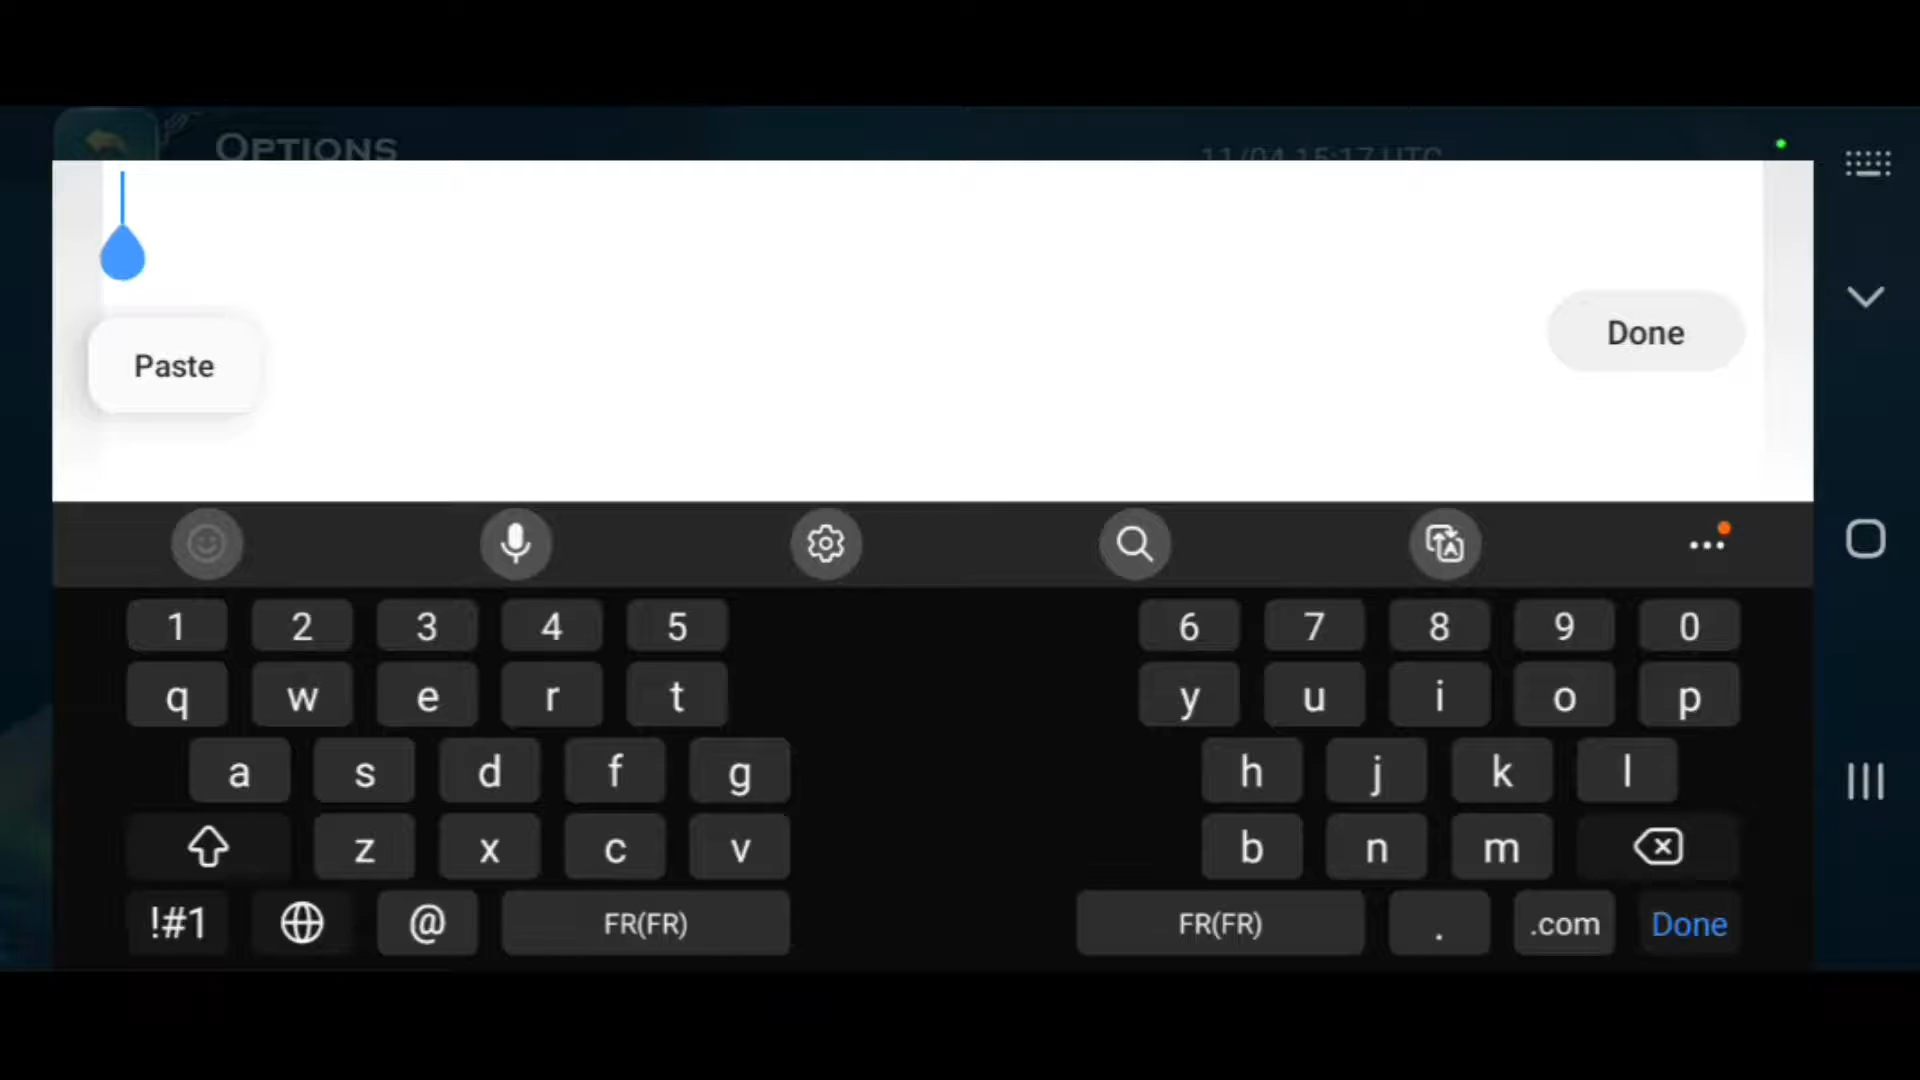 OPTIONS
11/04 15:17 UTC
Paste
Done
1 2 3 4 5 6 7 8 9 0
q w e r t y u i o p
a s d f g h j k l
z x c v b n m
!#1 @ FR(FR) FR(FR) . .com Done